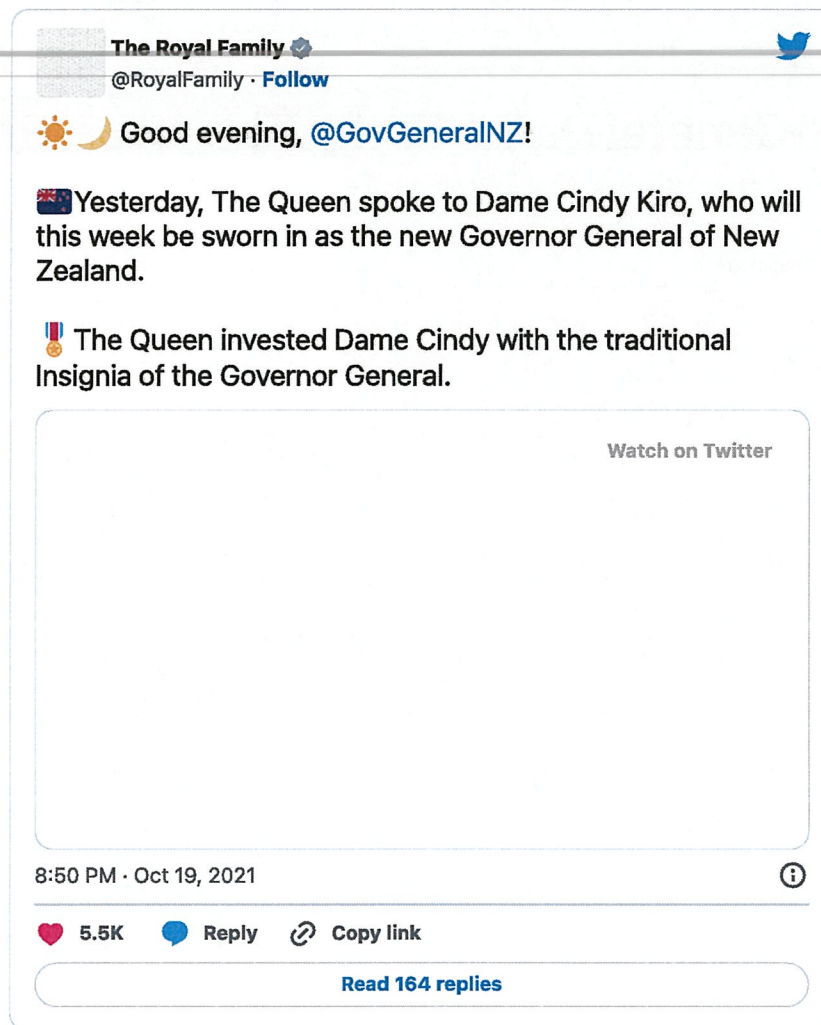 The Royal Family
@RoyalFamily · Follow
☀️🌙 Good evening, @GovGeneralNZ!
🇳🇿Yesterday, The Queen spoke to Dame Cindy Kiro, who will
this week be sworn in as the new Governor General of New
Zealand.
🎖️ The Queen invested Dame Cindy with the traditional
Insignia of the Governor General.
Watch on Twitter
8:50 PM · Oct 19, 2021
5.5K Reply Copy link
Read 164 replies